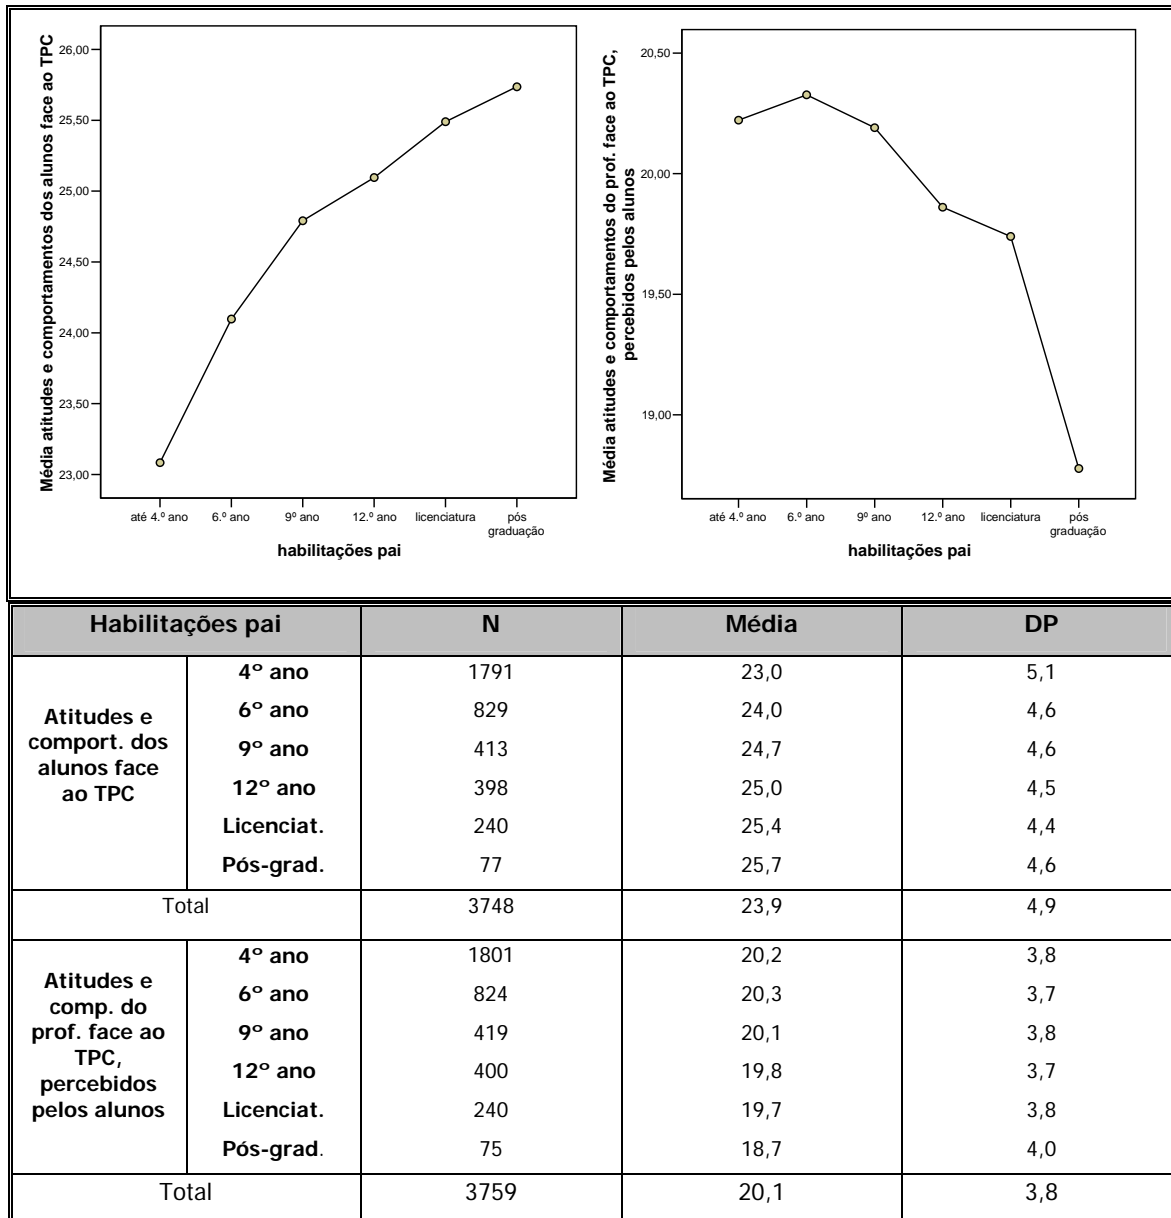 Média atitudes e comportamentos dos alunos face ao TPC
26,00
25,50
25,00
24,50
24,00
23,50
23,00
até 4.º ano 6.º ano 9º ano 12.º ano licenciatura pós
graduação
habilitações pai
Média atitudes e comportamentos do prof. face ao TPC,
percebidos pelos alunos
20,50
20,00
19,50
19,00
até 4.º ano 6.º ano 9º ano 12.º ano licenciatura pós
graduação
habilitações pai
Habilitações pai N Média DP
Atitudes e
comport. dos
alunos face
ao TPC
4º ano 1791 23,0 5,1
6º ano 829 24,0 4,6
9º ano 413 24,7 4,6
12º ano 398 25,0 4,5
Licenciat. 240 25,4 4,4
Pós-grad. 77 25,7 4,6
Total 3748 23,9 4,9
Atitudes e
comp. do
prof. face ao
TPC,
percebidos
pelos alunos
4º ano 1801 20,2 3,8
6º ano 824 20,3 3,7
9º ano 419 20,1 3,8
12º ano 400 19,8 3,7
Licenciat. 240 19,7 3,8
Pós-grad. 75 18,7 4,0
Total 3759 20,1 3,8